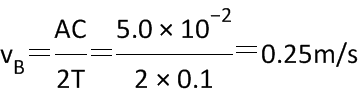 v_B = AC/2T = 5.0 × 10⁻²/2 × 0.1 = 0.25m/s